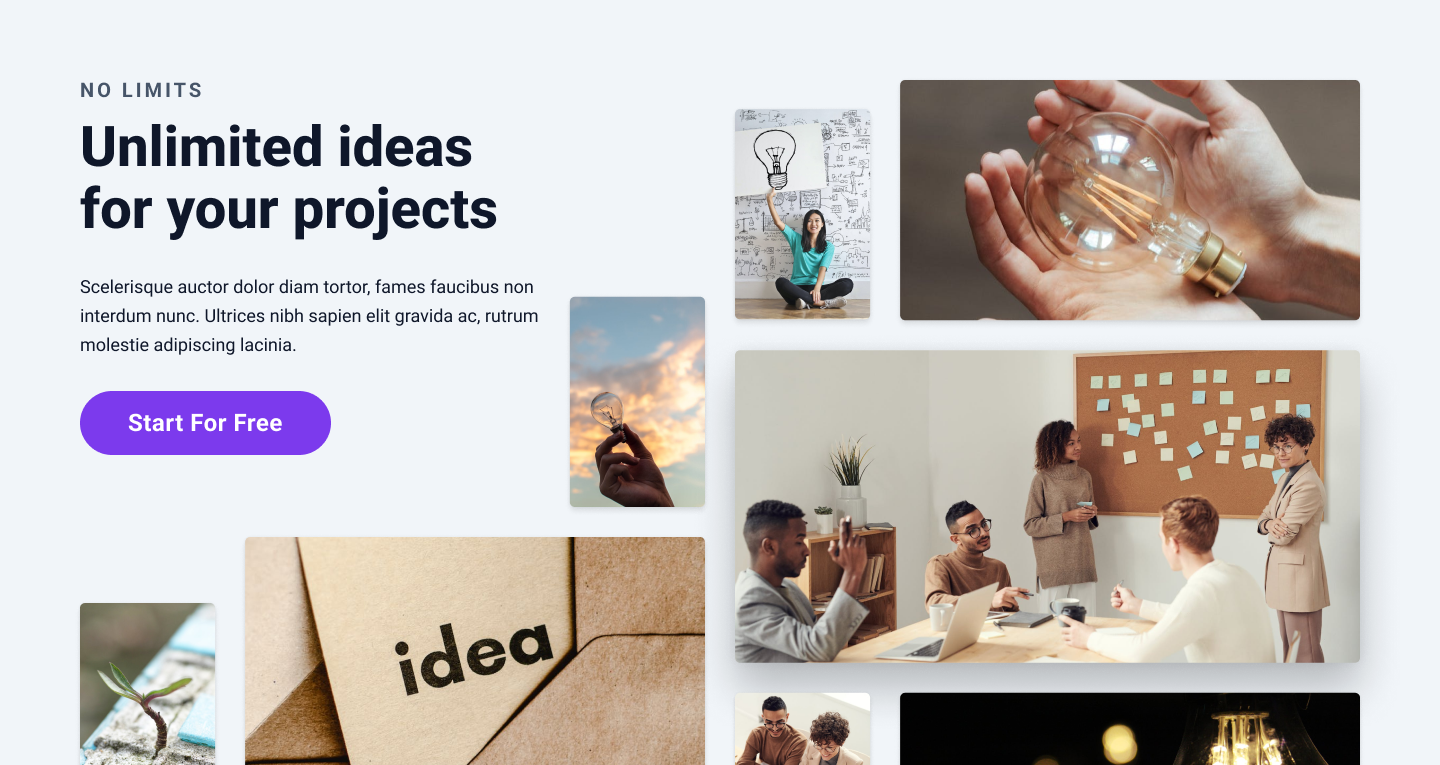 NO LIMITS
Unlimited ideas
for your projects
Scelerisque auctor dolor diam tortor, fames faucibus non
interdum nunc. Ultrices nibh sapien elit gravida ac, rutrum
molestie adipiscing lacinia.
Start For Free
idea